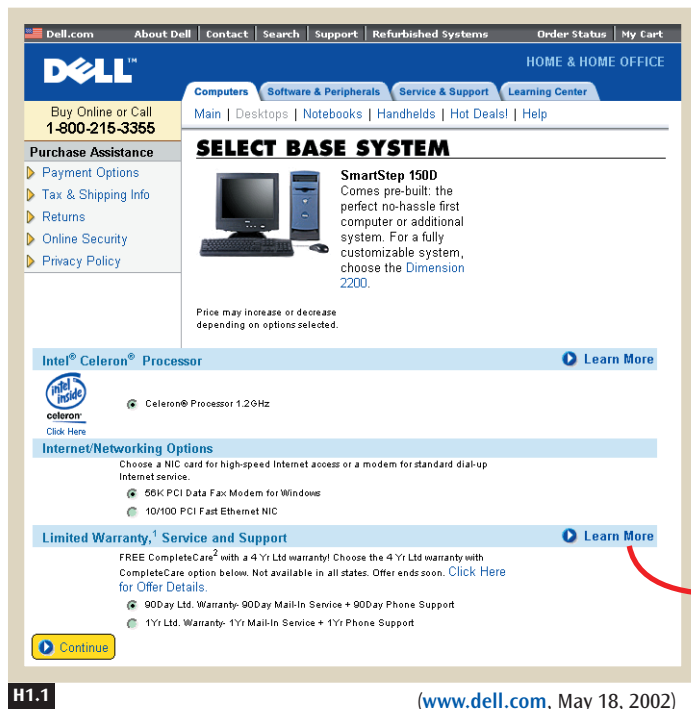 Dell.com About Dell | Contact | Search | Support | Refurbished Systems Order Status | My Cart
DELL™
HOME & HOME OFFICE
Computers Software & Peripherals Service & Support Learning Center
Buy Online or Call
1-800-215-3355
Main | Desktops | Notebooks | Handhelds | Hot Deals! | Help
Purchase Assistance
Payment Options
Tax & Shipping Info
Returns
Online Security
Privacy Policy
SELECT BASE SYSTEM
SmartStep 150D
Comes pre-built: the
perfect no-hassle first
computer or additional
system. For a fully
customizable system,
choose the Dimension
2200.
Price may increase or decrease
depending on options selected.
Intel® Celeron® Processor Learn More
intel
inside
celeron™
Click Here
Celeron® Processor 1.2GHz
Internet/Networking Options
Choose a NIC card for high-speed Internet access or a modem for standard dial-up
Internet service.
56K PCI Data Fax Modem for Windows
10/100 PCI Fast Ethernet NIC
Limited Warranty,1 Service and Support Learn More
FREE CompleteCare2 with a 4 Yr Ltd warranty! Choose the 4 Yr Ltd warranty with
CompleteCare option below. Not available in all states. Offer ends soon. Click Here
for Offer Details.
90Day Ltd. Warranty- 90Day Mail-In Service + 90Day Phone Support
1Yr Ltd. Warranty- 1Yr Mail-In Service + 1Yr Phone Support
Continue
H1.1
(www.dell.com, May 18, 2002)